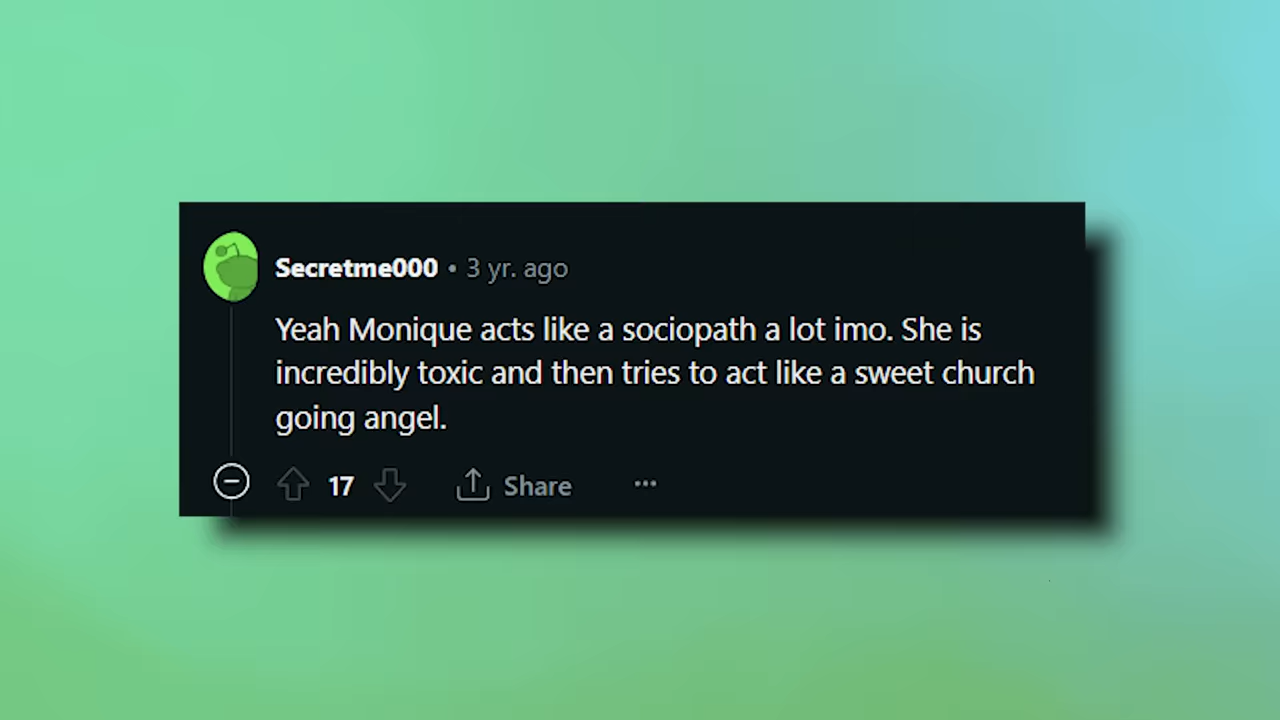 Secretme000 • 3 yr. ago
Yeah Monique acts like a sociopath a lot imo. She is
incredibly toxic and then tries to act like a sweet church
going angel.
17 Share ...